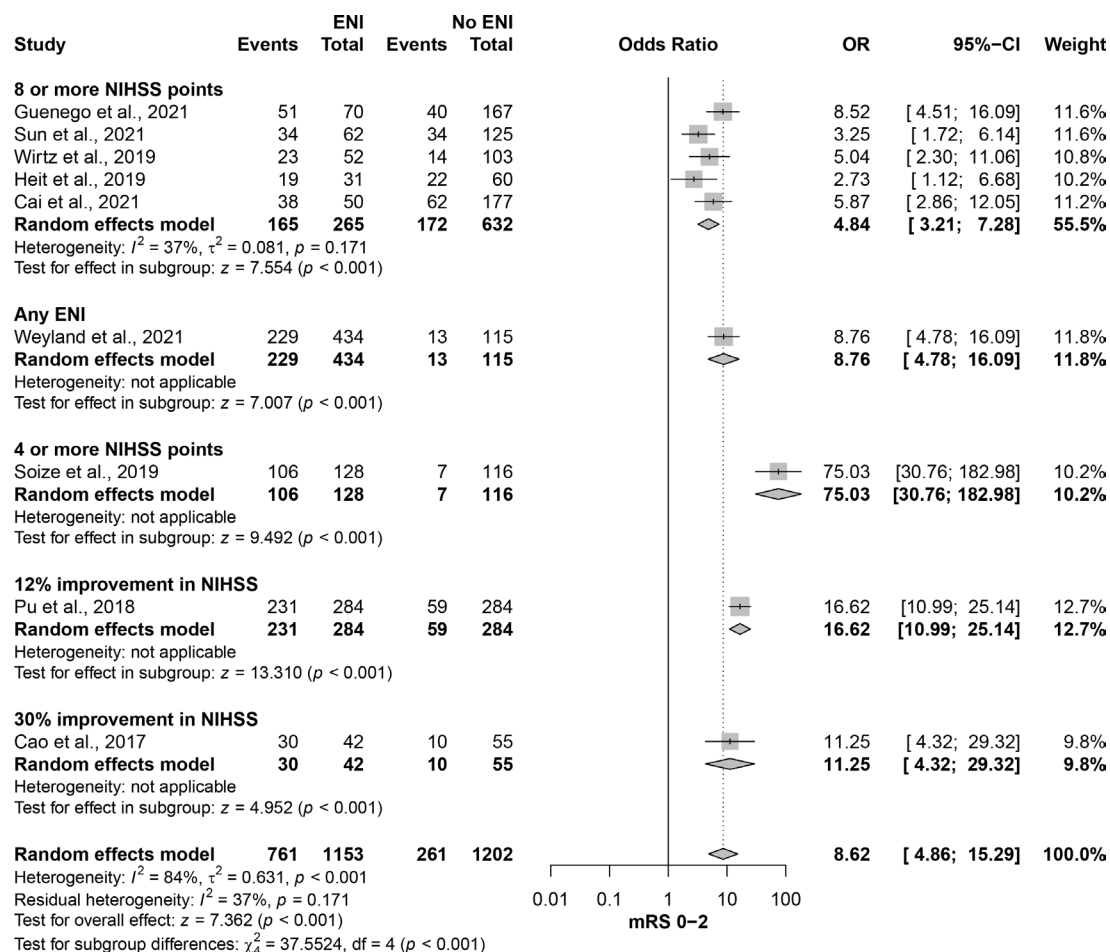 ENI No ENI
Study Events Total Events Total Odds Ratio OR 95%−CI Weight
8 or more NIHSS points
Guenego et al., 2021 51 70 40 167 8.52 [ 4.51; 16.09] 11.6%
Sun et al., 2021 34 62 34 125 3.25 [ 1.72; 6.14] 11.6%
Wirtz et al., 2019 23 52 14 103 5.04 [ 2.30; 11.06] 10.8%
Heit et al., 2019 19 31 22 60 2.73 [ 1.12; 6.68] 10.2%
Cai et al., 2021 38 50 62 177 5.87 [ 2.86; 12.05] 11.2%
Random effects model 165 265 172 632 4.84 [ 3.21; 7.28] 55.5%
Heterogeneity: I² = 37%, τ² = 0.081, p = 0.171
Test for effect in subgroup: z = 7.554 (p < 0.001)
Any ENI
Weyland et al., 2021 229 434 13 115 8.76 [ 4.78; 16.09] 11.8%
Random effects model 229 434 13 115 8.76 [ 4.78; 16.09] 11.8%
Heterogeneity: not applicable
Test for effect in subgroup: z = 7.007 (p < 0.001)
4 or more NIHSS points
Soize et al., 2019 106 128 7 116 75.03 [30.76; 182.98] 10.2%
Random effects model 106 128 7 116 75.03 [30.76; 182.98] 10.2%
Heterogeneity: not applicable
Test for effect in subgroup: z = 9.492 (p < 0.001)
12% improvement in NIHSS
Pu et al., 2018 231 284 59 284 16.62 [10.99; 25.14] 12.7%
Random effects model 231 284 59 284 16.62 [10.99; 25.14] 12.7%
Heterogeneity: not applicable
Test for effect in subgroup: z = 13.310 (p < 0.001)
30% improvement in NIHSS
Cao et al., 2017 30 42 10 55 11.25 [ 4.32; 29.32] 9.8%
Random effects model 30 42 10 55 11.25 [ 4.32; 29.32] 9.8%
Heterogeneity: not applicable
Test for effect in subgroup: z = 4.952 (p < 0.001)
Random effects model 761 1153 261 1202 8.62 [ 4.86; 15.29] 100.0%
Heterogeneity: I² = 84%, τ² = 0.631, p < 0.001
Residual heterogeneity: I² = 37%, p = 0.171
0.01 0.1 1 10 100
Test for overall effect: z = 7.362 (p < 0.001)
mRS 0−2
Test for subgroup differences: χ²₄ = 37.5524, df = 4 (p < 0.001)